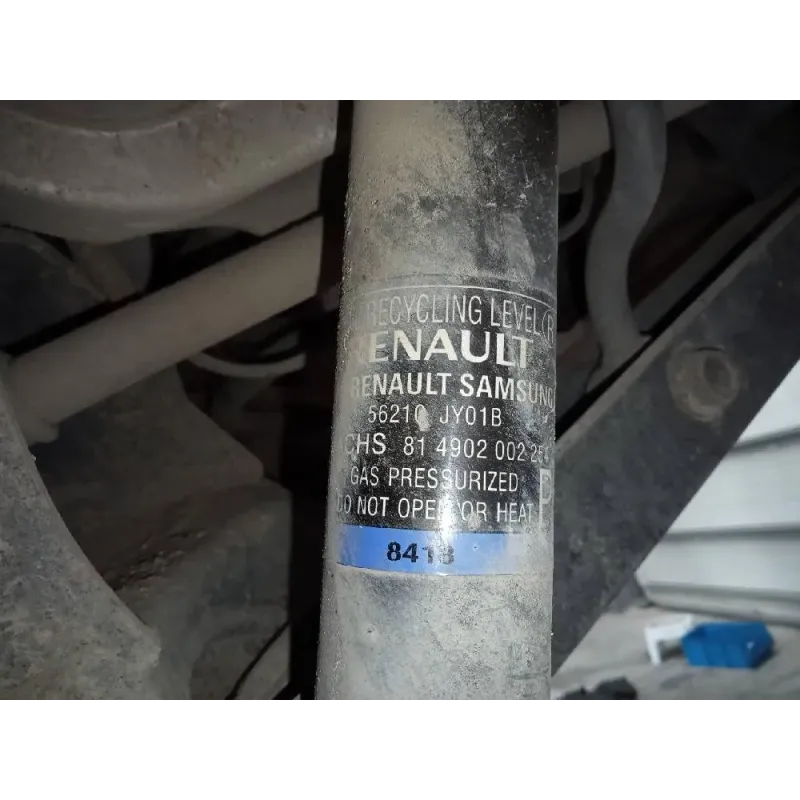 RECYCLING LEVEL (R
RENAULT
RENAULT SAMSUNG
56210 JY01B
CHS 81 4902 002
GAS PRESSURIZED
DO NOT OPEN OR HEAT
8418